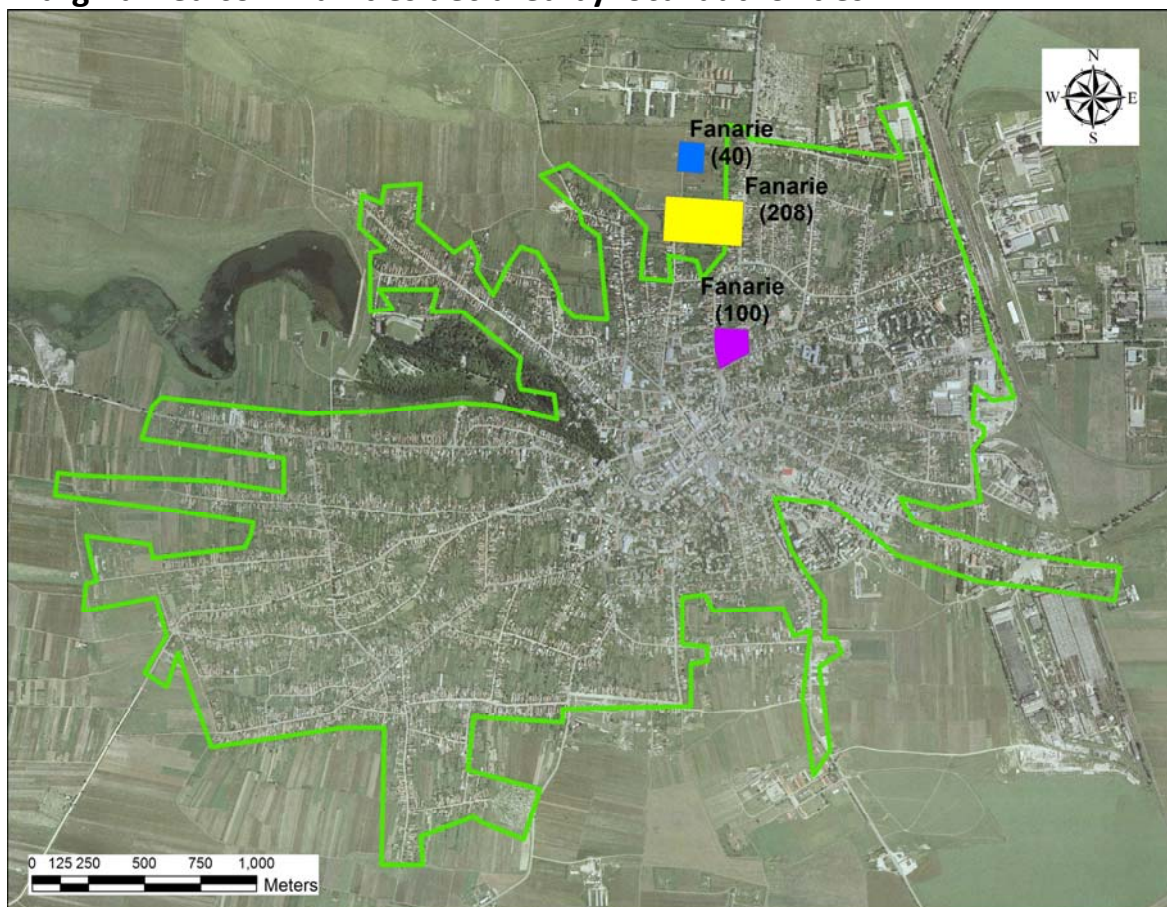 N
W E
S
Fanarie
(40)
Fanarie
(208)
Fanarie
(100)
0 125 250 500 750 1,000
Meters